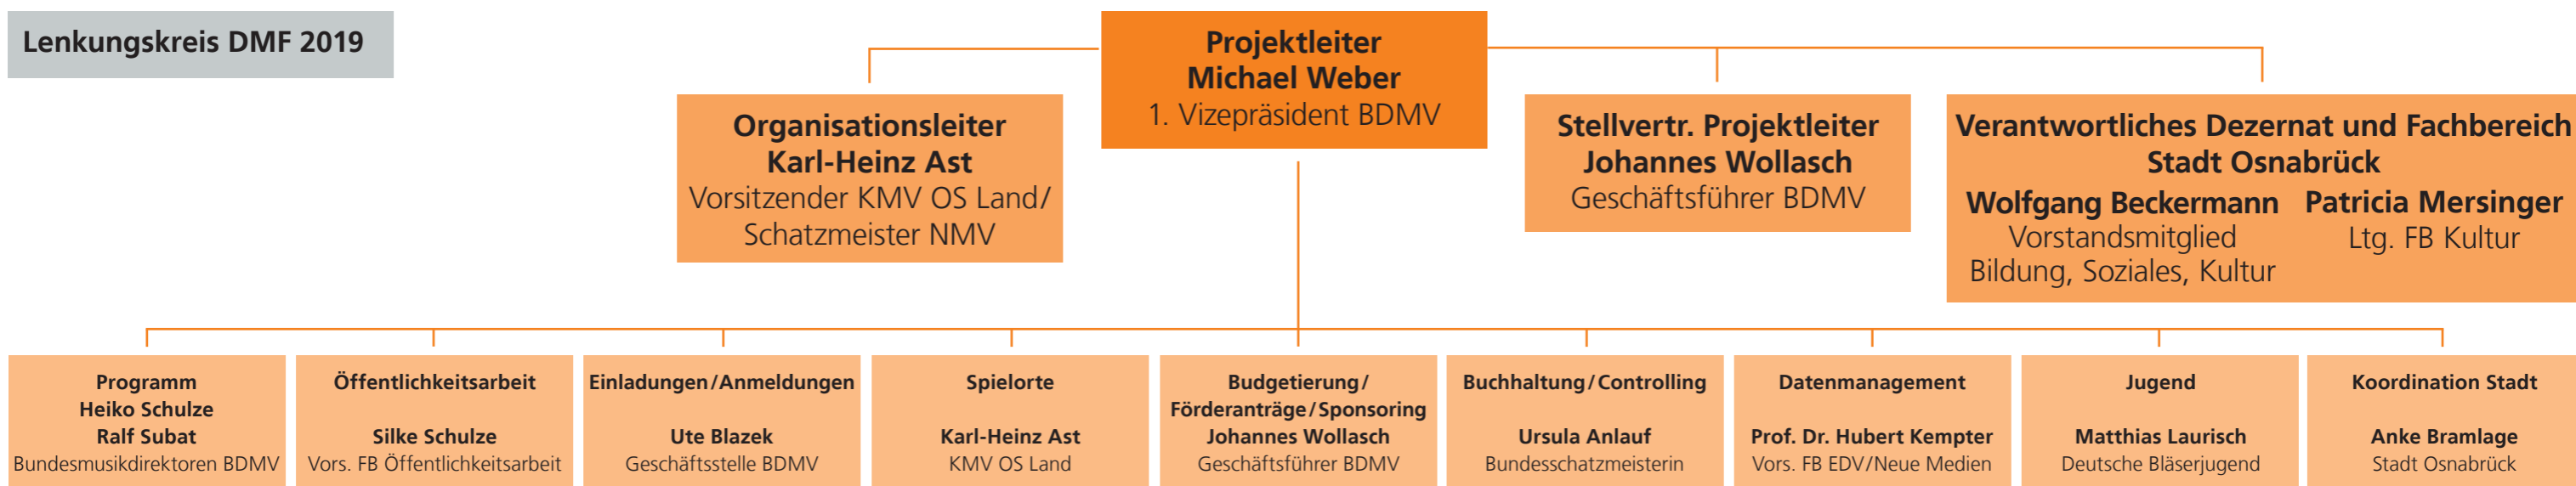 Lenkungskreis DMF 2019
Projektleiter
Michael Weber
1. Vizepräsident BDMV
Organisationsleiter
Karl-Heinz Ast
Vorsitzender KMV OS Land/
Schatzmeister NMV
Stellvertr. Projektleiter
Johannes Wollasch
Geschäftsführer BDMV
Verantwortliches Dezernat und Fachbereich
Stadt Osnabrück
Wolfgang Beckermann
Vorstandsmitglied
Bildung, Soziales, Kultur
Patricia Mersinger
Ltg. FB Kultur
Programm
Heiko Schulze
Ralf Subat
Bundesmusikdirektoren BDMV
Öffentlichkeitsarbeit
Silke Schulze
Vors. FB Öffentlichkeitsarbeit
Einladungen/Anmeldungen
Ute Blazek
Geschäftsstelle BDMV
Spielorte
Karl-Heinz Ast
KMV OS Land
Budgetierung/
Förderanträge/Sponsoring
Johannes Wollasch
Geschäftsführer BDMV
Buchhaltung/Controlling
Ursula Anlauf
Bundesschatzmeisterin
Datenmanagement
Prof. Dr. Hubert Kempter
Vors. FB EDV/Neue Medien
Jugend
Matthias Laurisch
Deutsche Bläserjugend
Koordination Stadt
Anke Bramlage
Stadt Osnabrück